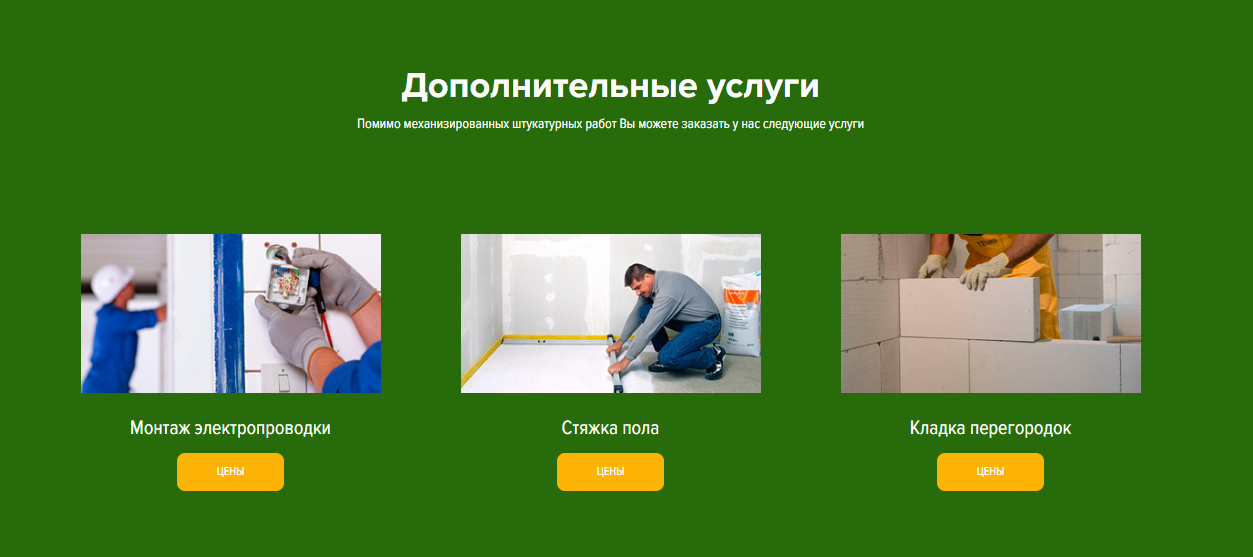 Дополнительные услуги
Помимо механизированных штукатурных работ Вы можете заказать у нас следующие услуги
Монтаж электропроводки
Стяжка пола
Кладка перегородок
ЦЕНЫ
ЦЕНЫ
ЦЕНЫ